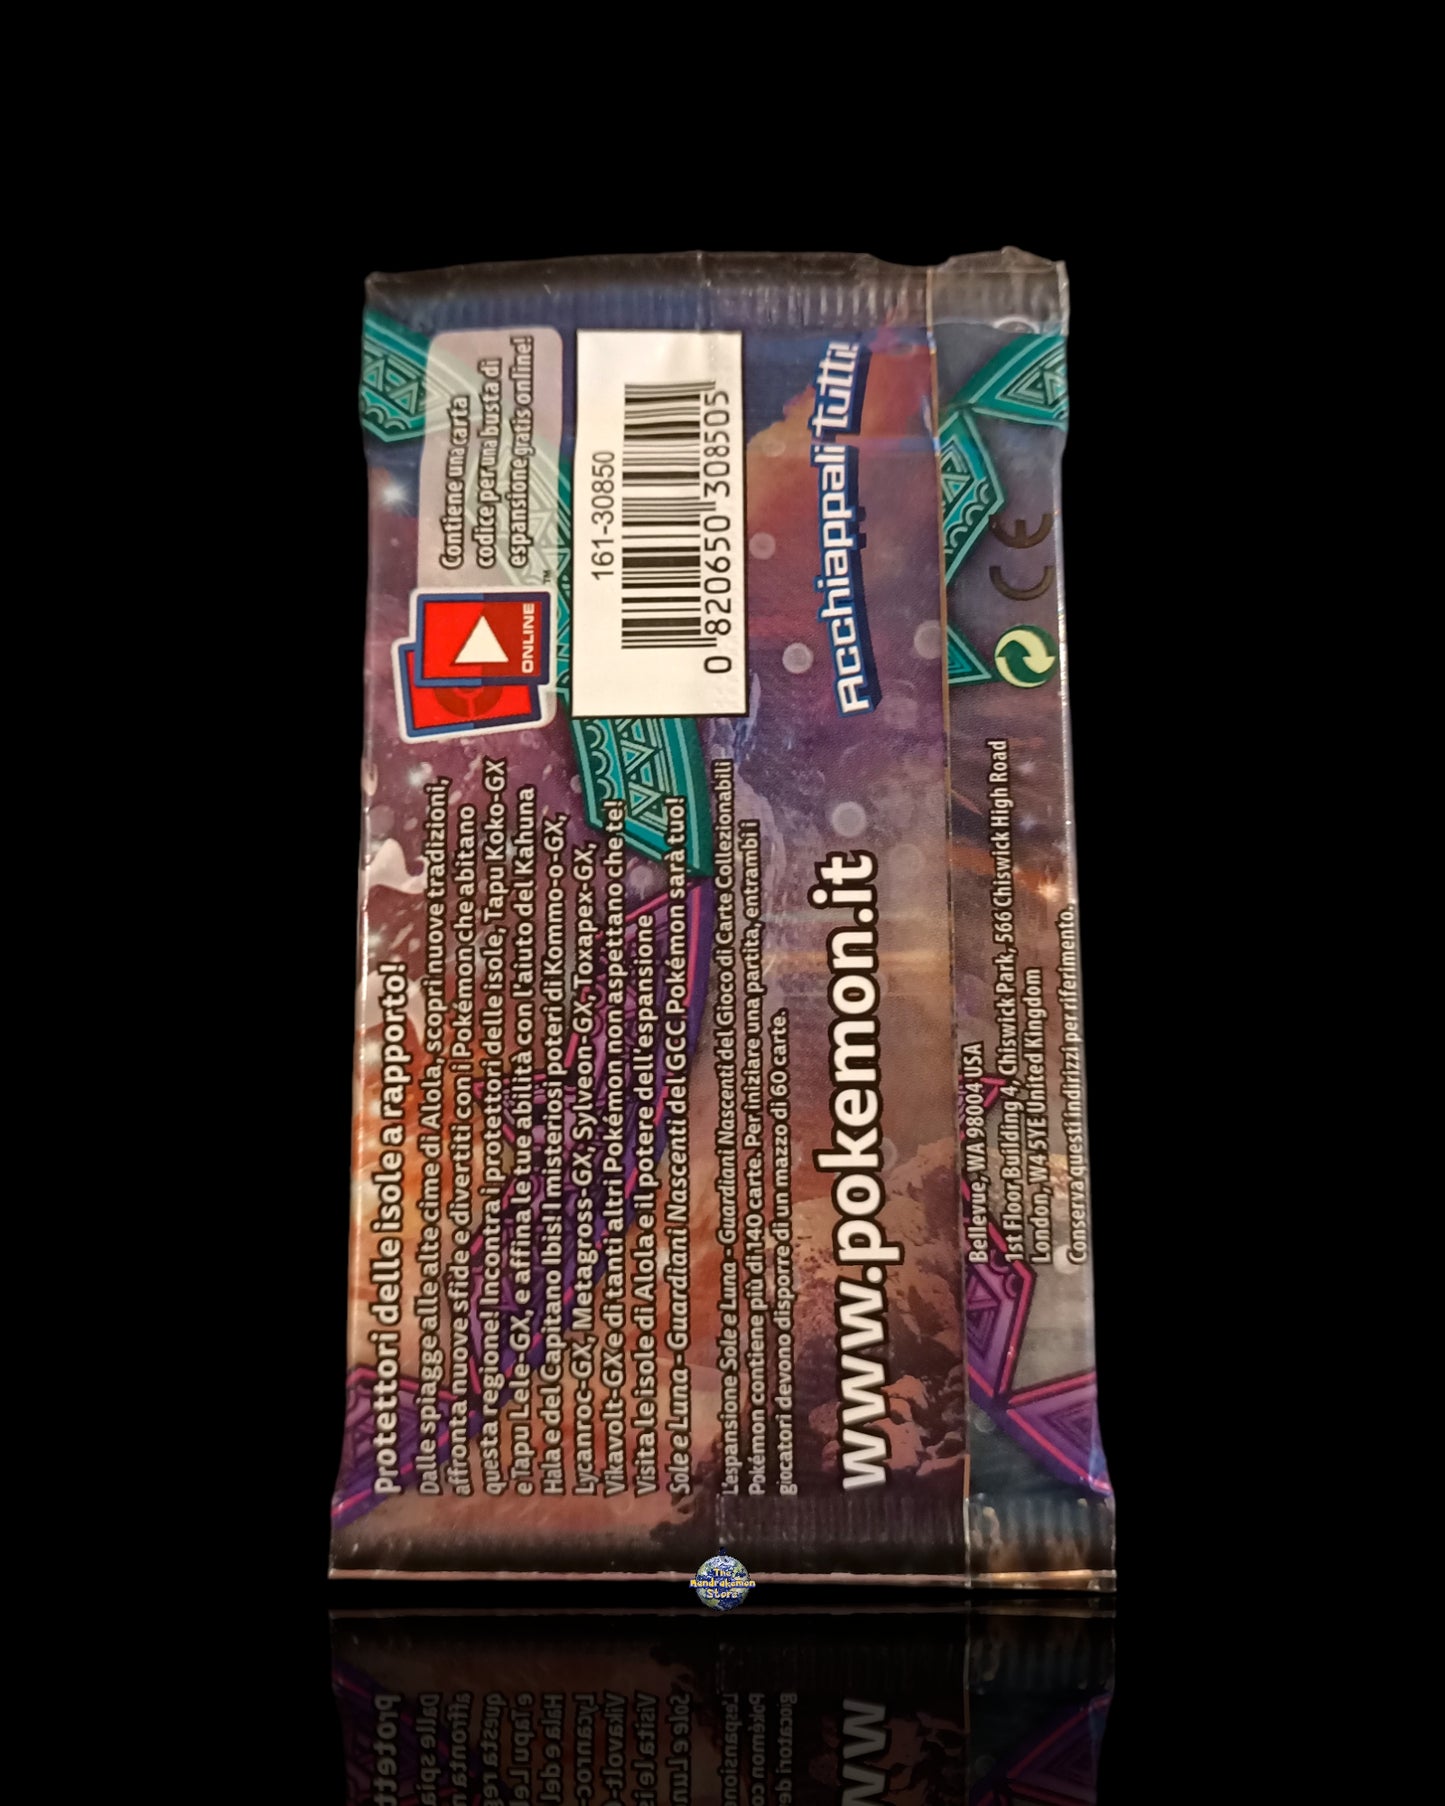 Protettori delle isole a rapporto!
Dalle spiagge alle alte cime di Alola, scopri nuove tradizioni,
affronta nuove sfide e divertiti con i Pokémon che abitano
questa regione! Incontra i protettori delle isole, Tapu Koko-GX
e Tapu Lele-GX, e affina le tue abilità con l'aiuto del Kahuna
Hala e del Capitano Ibis! I misteriosi poteri di Kommo-o-GX,
Lycanroc-GX, Metagross-GX, Sylveon-GX, Toxapex-GX,
Vikavolt-GX e di tati altri Pokémon non aspettano che te!
Visita le isole di Alola e il potere dell'espansione
Sole e Luna - Guardiani Nascenti del GCC Pokémon sarà tuo!
L'espansione Sole e Luna - Guardiani Nascenti del Gioco di Carte Collezionabili
Pokémon contiene più di 140 carte. Per iniziare una partita, entrambi i
giocatori devono disporre di un mazzo di 60 carte.
www.pokemon.it
ONLINE
TM
Contiene una carta
codice per una busta di
espansione gratis online!
161-30850
0 820650 308505
Acchiappali tutti!
Bellevue, WA 98004 USA
1st Floor Building 4, Chiswick Park, 566 Chiswick High Road
London, W4 5YE United Kingdom
Conserva questi indirizzi per riferimento.
CE
The
Mandrakemon
Store